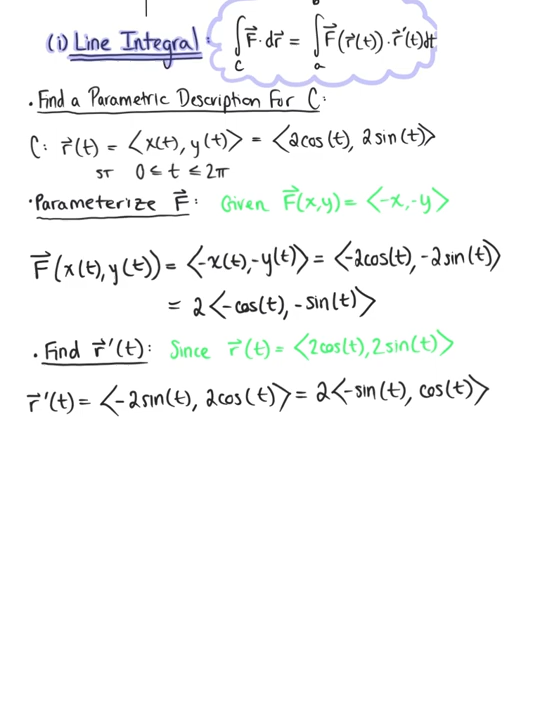 (i) Line Integral: ∫_C F⃗·dr⃗ = ∫_a^b F⃗(r⃗(t))·r⃗'(t)dt
·Find a Parametric Description For C:
C: r⃗(t) = ⟨x(t), y(t)⟩ = ⟨2cos(t), 2sin(t)⟩
ST 0 ≤ t ≤ 2π
·Parameterize F⃗: Given F⃗(x,y) = ⟨-x,-y⟩
F⃗(x(t),y(t)) = ⟨-x(t),-y(t)⟩ = ⟨-2cos(t), -2sin(t)⟩
= 2⟨-cos(t), -sin(t)⟩
·Find r⃗'(t): Since r⃗(t) = ⟨2cos(t),2sin(t)⟩
r⃗'(t) = ⟨-2sin(t), 2cos(t)⟩ = 2⟨-sin(t), cos(t)⟩